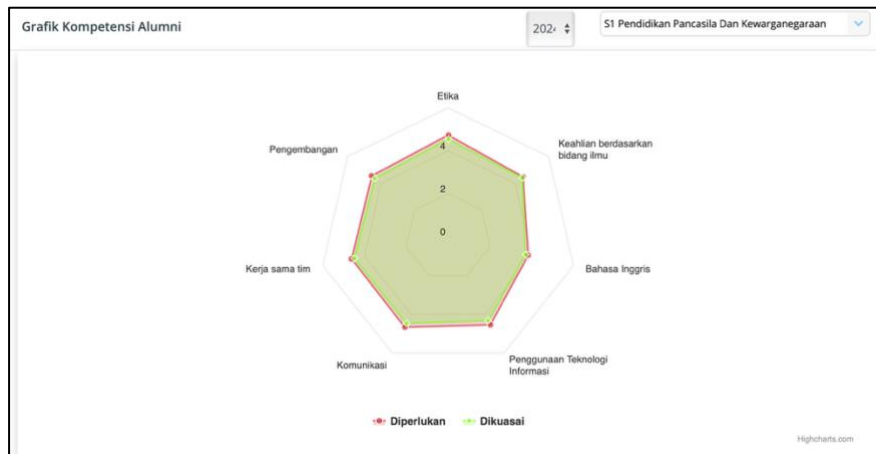 Grafik Kompetensi Alumni
2024
S1 Pendidikan Pancasila Dan Kewarganegaraan
Etika
Keahlian berdasarkan
bidang ilmu
Pengembangan
4
2
0
Kerja sama tim
Bahasa Inggris
Komunikasi
Penggunaan Teknologi
Informasi
Diperlukan
Dikuasai
Highcharts.com